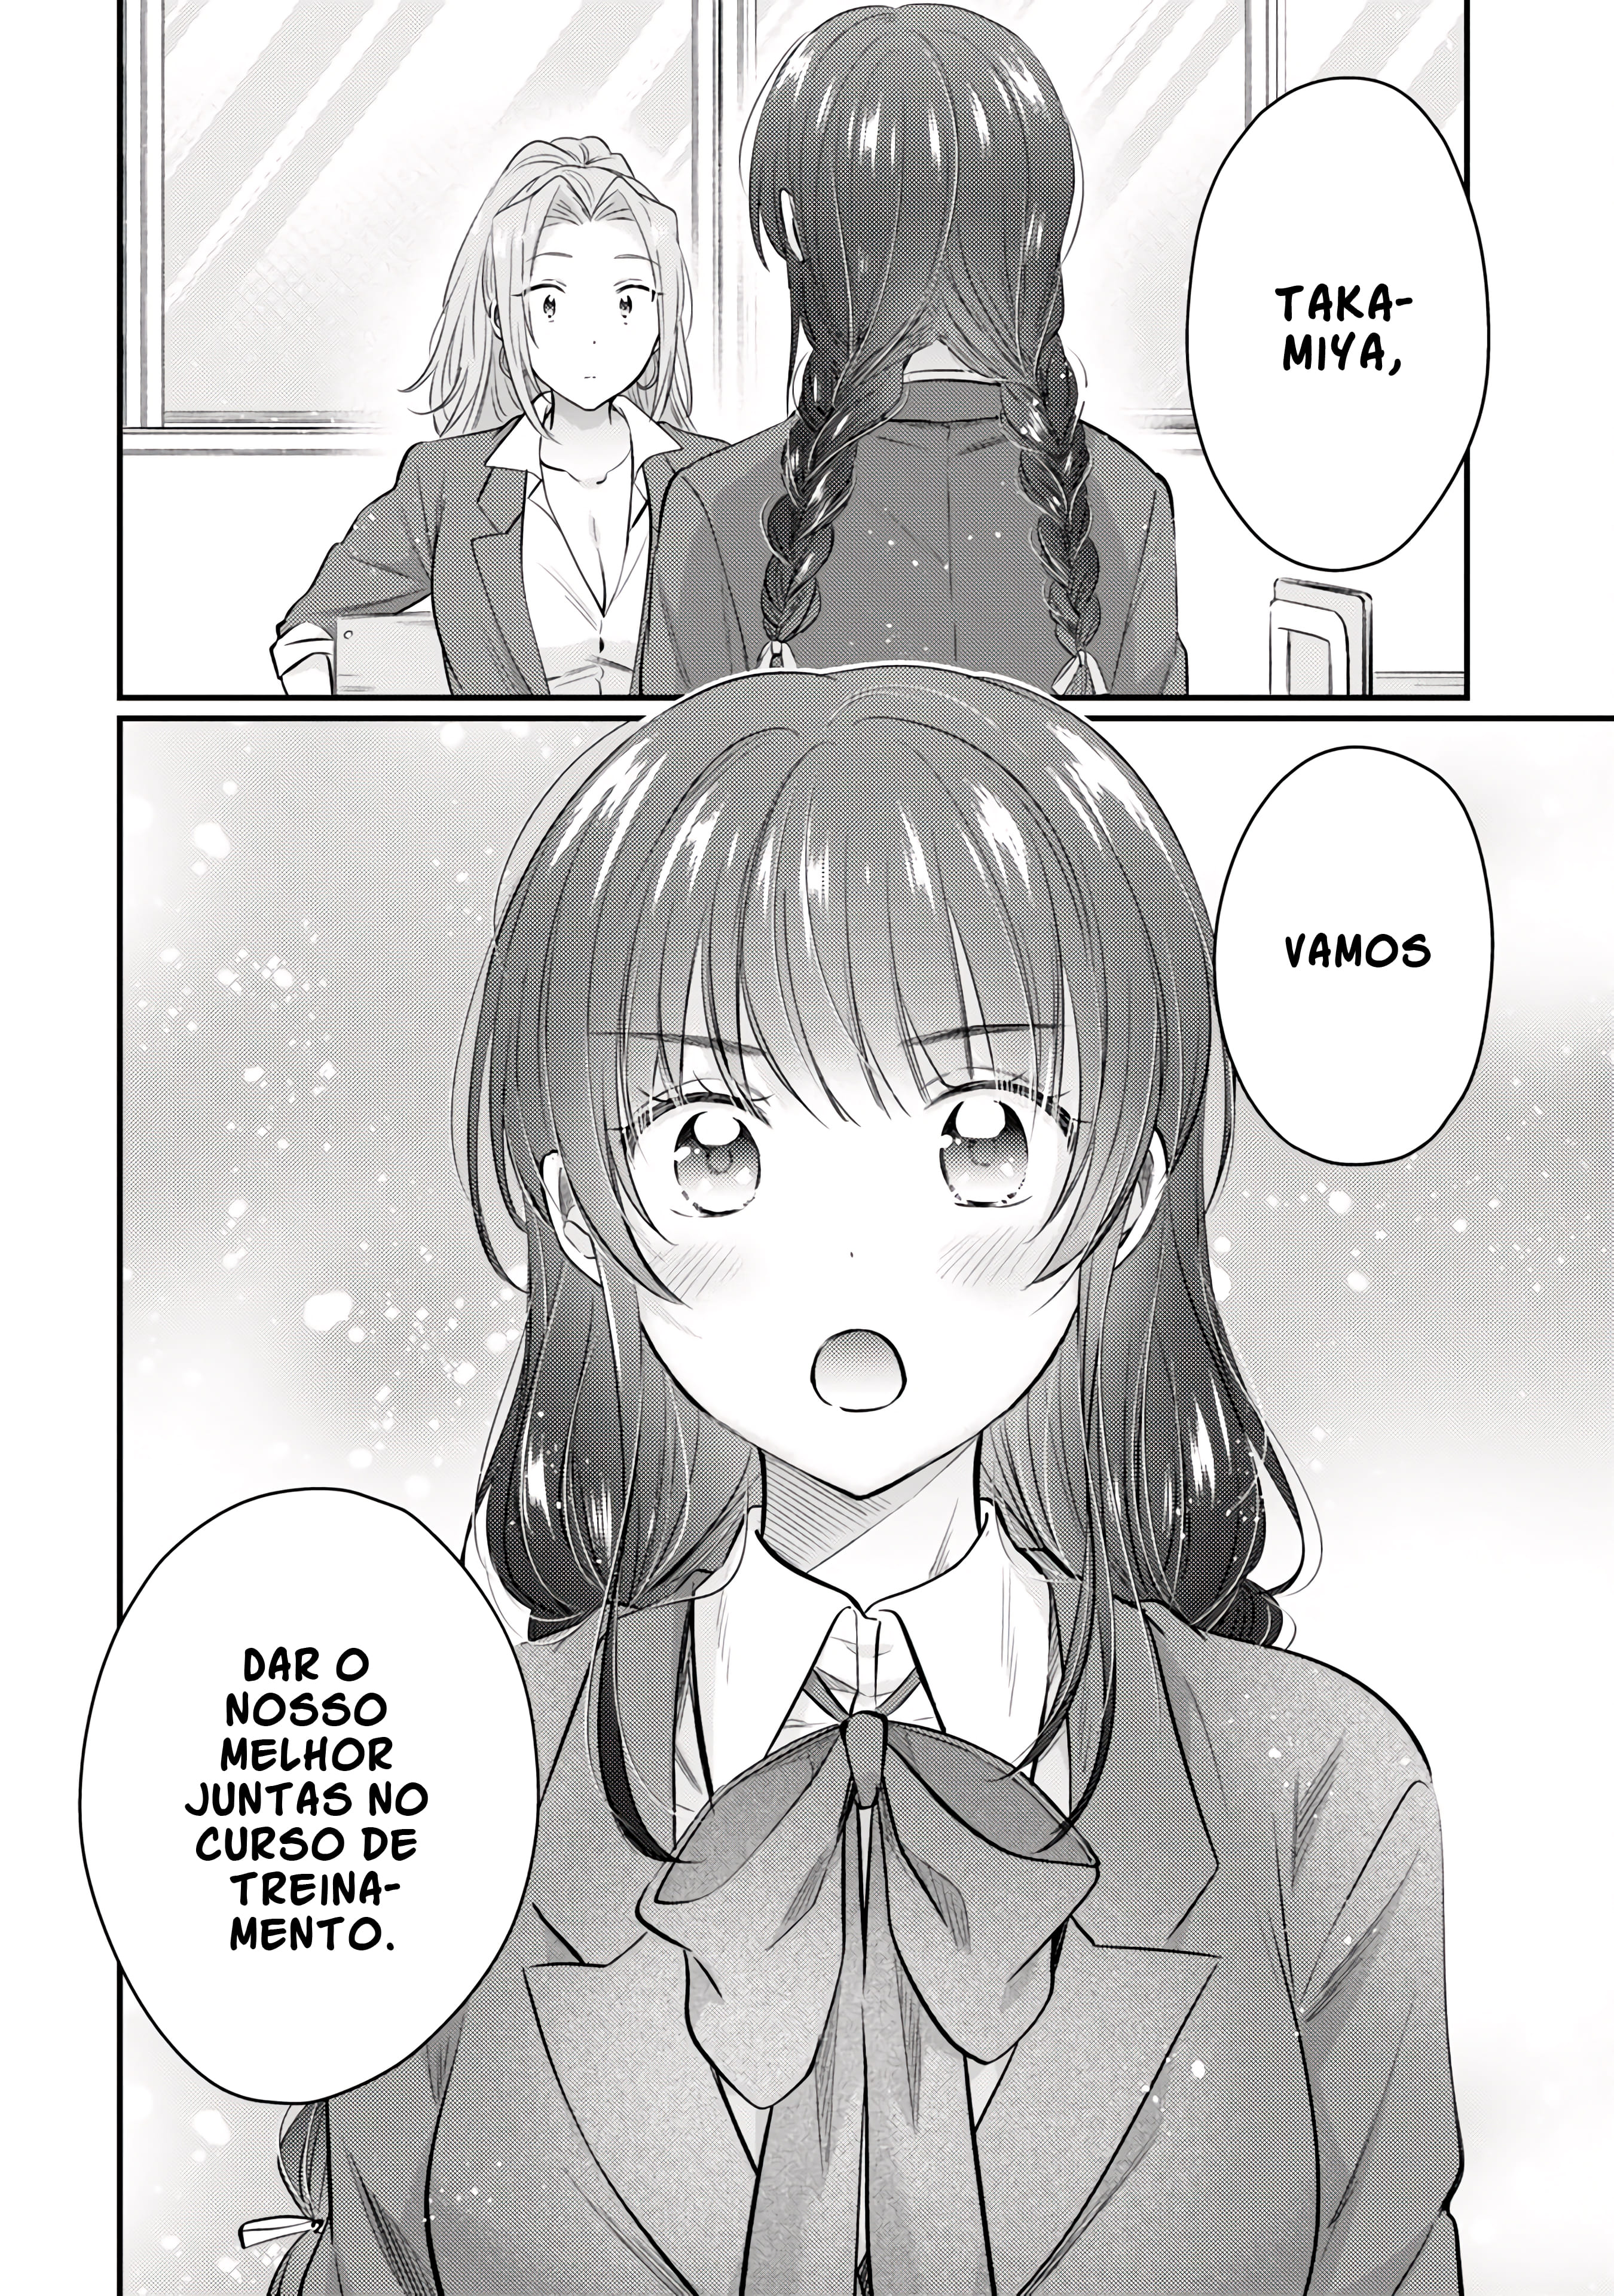 TAKA-
MIYA,
VAMOS
DAR O
NOSSO
MELHOR
JUNTAS NO
CURSO DE
TREINA-
MENTO.